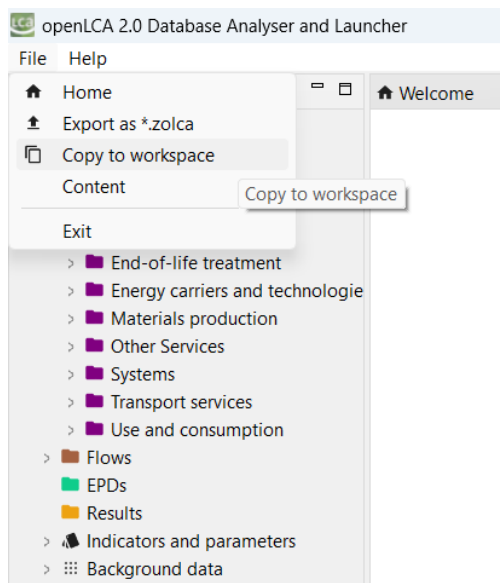 LCA openLCA 2.0 Database Analyser and Launcher
File Help
Home
Welcome
Export as *.zolca
Copy to workspace
Content
Copy to workspace
Exit
End-of-life treatment
Energy carriers and technologie
Materials production
Other Services
Systems
Transport services
Use and consumption
Flows
EPDs
Results
Indicators and parameters
Background data